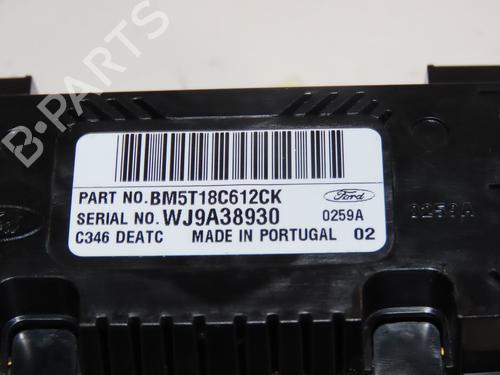 B-PARTS
PART NO.BM5T18C612CK
SERIAL NO.WJ9A38930
Ford
0259A
C346 DEATC
MADE IN PORTUGAL
02
0259A